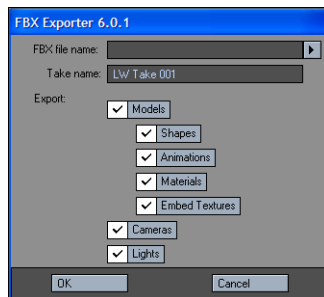 FBX Exporter 6.0.1
FBX file name:
Take name: LW Take 001
Export:
Models
Shapes
Animations
Materials
Embed Textures
Cameras
Lights
OK Cancel